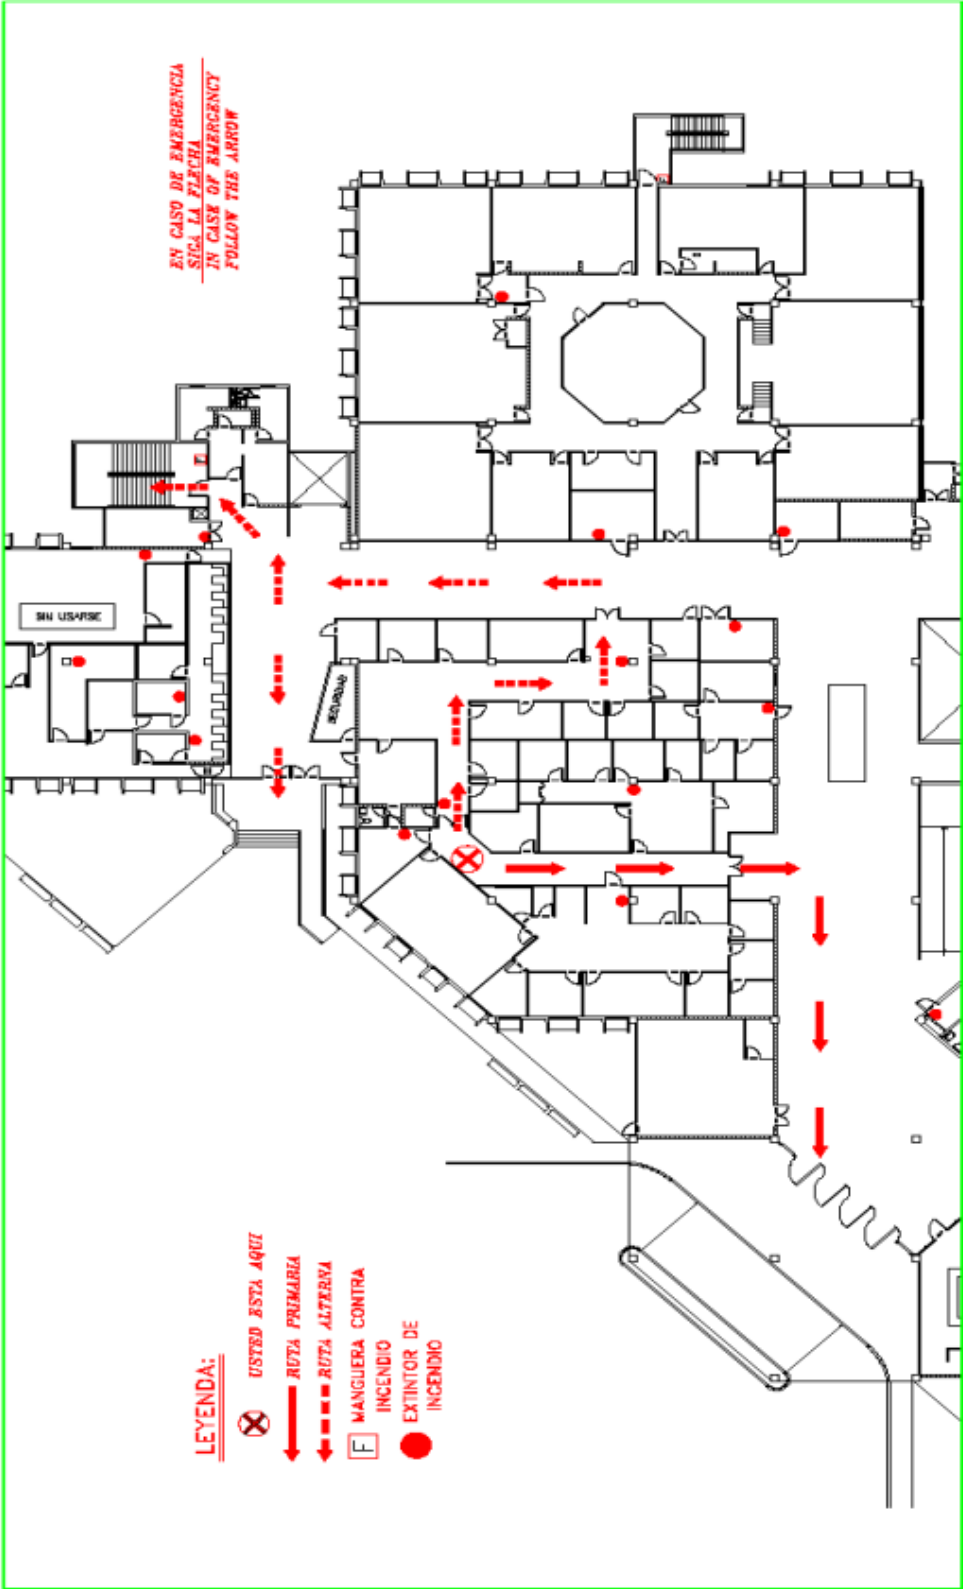 EN CASO DE EMERGENCIA
SIGA LA FLECHA
IN CASE OF EMERGENCY
FOLLOW THE ARROW
SIN USARSE
SEGURIDAD
LEYENDA:
USTED ESTA AQUI
RUTA PRIMARIA
RUTA ALTERNA
F
MANGUERA CONTRA
INCENDIO
EXTINTOR DE
INCENDIO